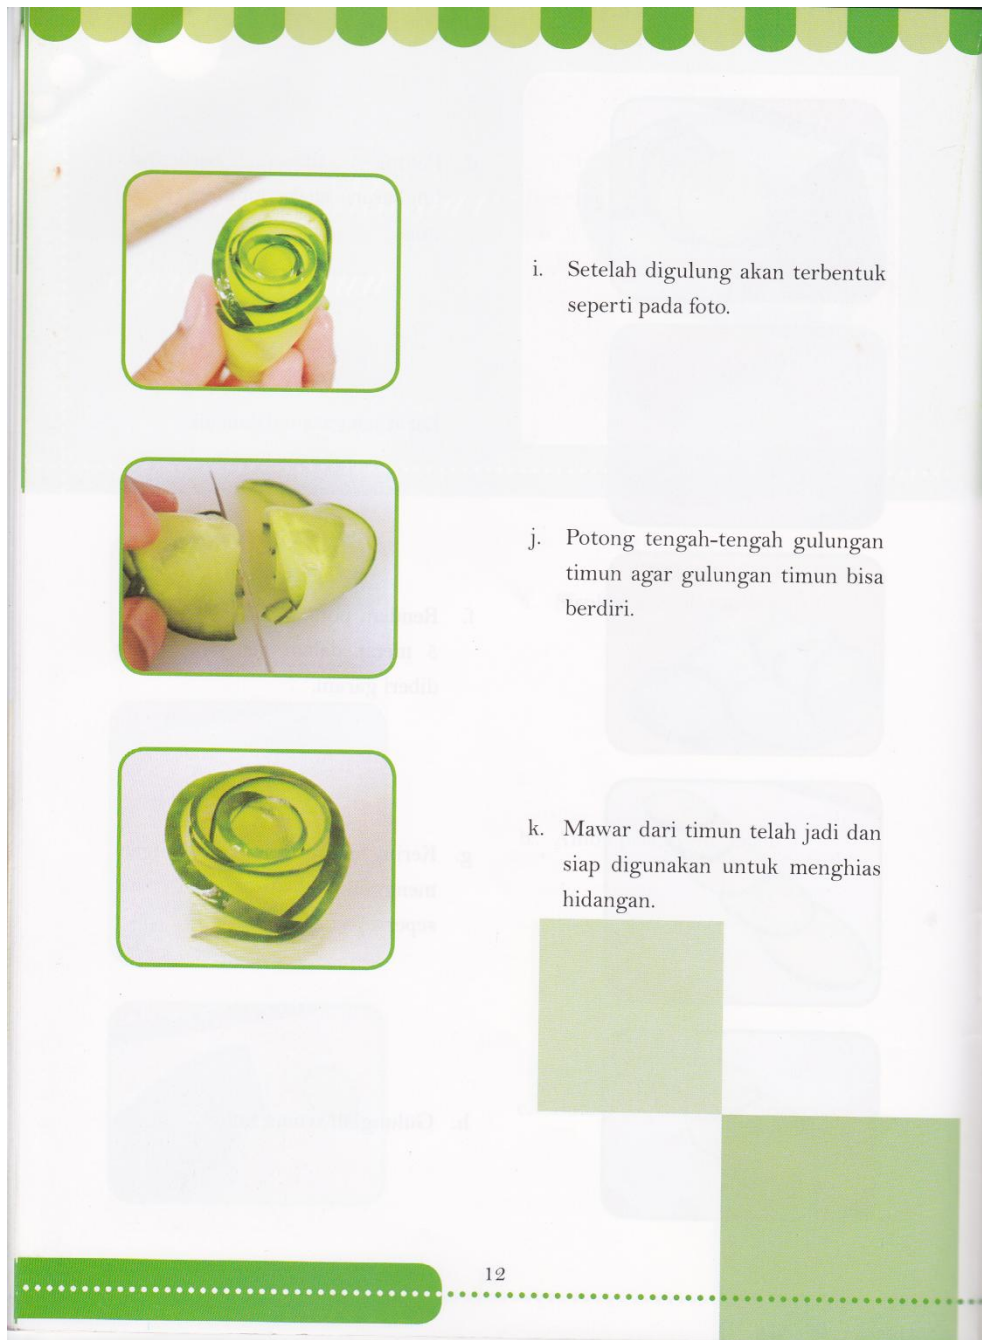 i. Setelah digulung akan terbentuk
seperti pada foto.
j. Potong tengah-tengah gulungan
timun agar gulungan timun bisa
berdiri.
k. Mawar dari timun telah jadi dan
siap digunakan untuk menghias
hidangan.
12